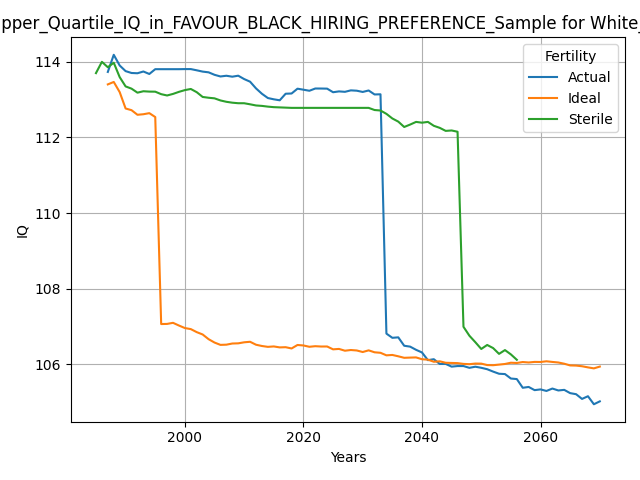 pper_Quartile_IQ_in_FAVOUR_BLACK_HIRING_PREFERENCE_Sample for White_
Fertility
Actual
Ideal
Sterile
114
112
110
108
106
IQ
2000
2020
2040
2060
Years